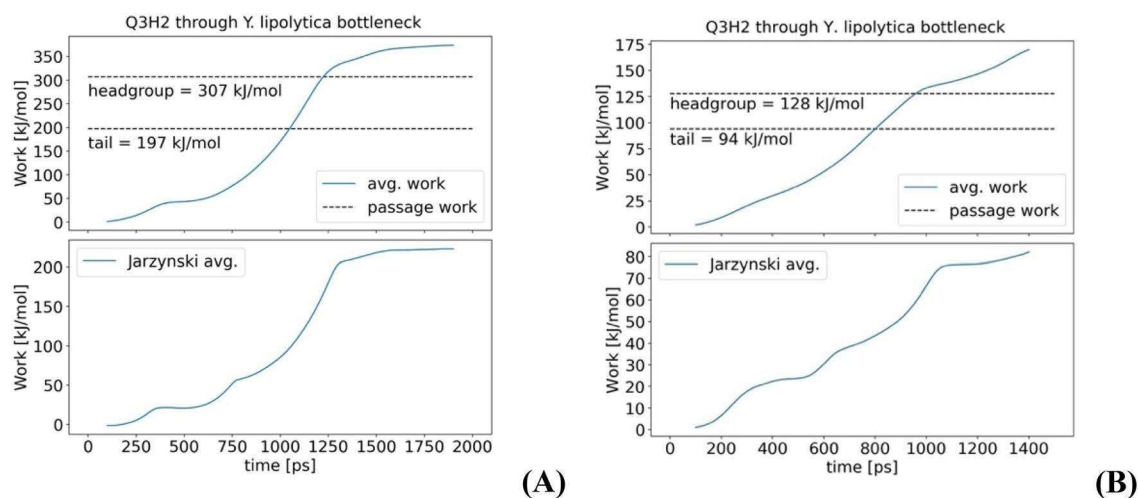 Q3H2 through Y. lipolytica bottleneck
350
300
250
200
150
100
50
0
Work [kJ/mol]
headgroup = 307 kJ/mol
tail = 197 kJ/mol
avg. work
passage work
200
150
100
50
0
Work [kJ/mol]
Jarzynski avg.
0 250 500 750 1000 1250 1500 1750 2000
time [ps]
(A)
Q3H2 through Y. lipolytica bottleneck
175
150
125
100
75
50
25
0
Work [kJ/mol]
headgroup = 128 kJ/mol
tail = 94 kJ/mol
avg. work
passage work
80
70
60
50
40
30
20
10
0
Work [kJ/mol]
Jarzynski avg.
0 200 400 600 800 1000 1200 1400
time [ps]
(B)